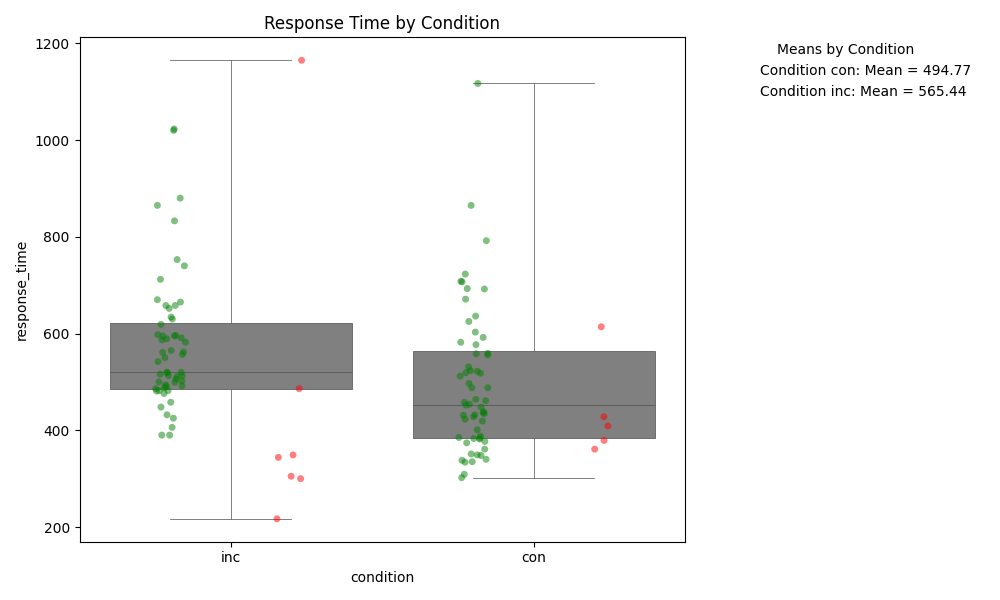 Response Time by Condition
Means by Condition
Condition con: Mean = 494.77
Condition inc: Mean = 565.44
response_time
1200
1000
800
600
400
200
inc
con
condition